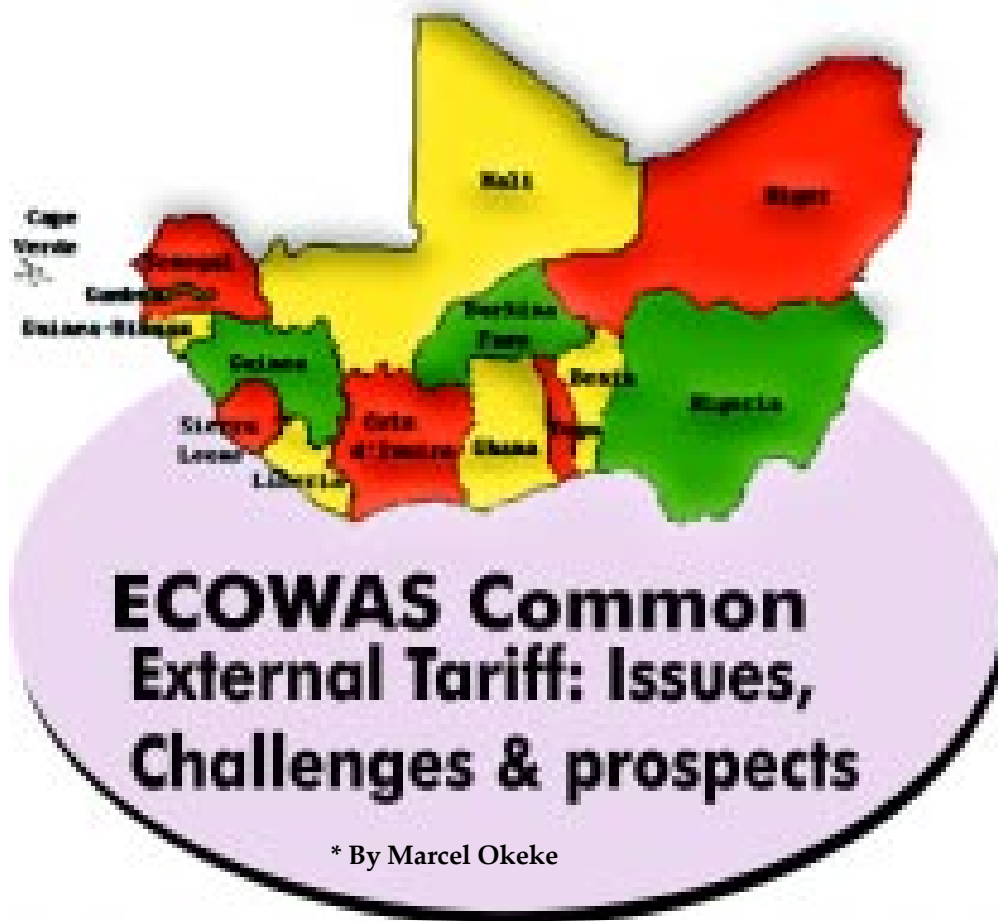 Mali
Niger
Cape
Verde
Senegal
Burkina
Faso
Guinea
Benin
Nigeria
Sierra
Leone
Ghana
Togo
Liberia
ECOWAS Common
External Tariff: Issues,
Challenges & prospects
* By Marcel Okeke